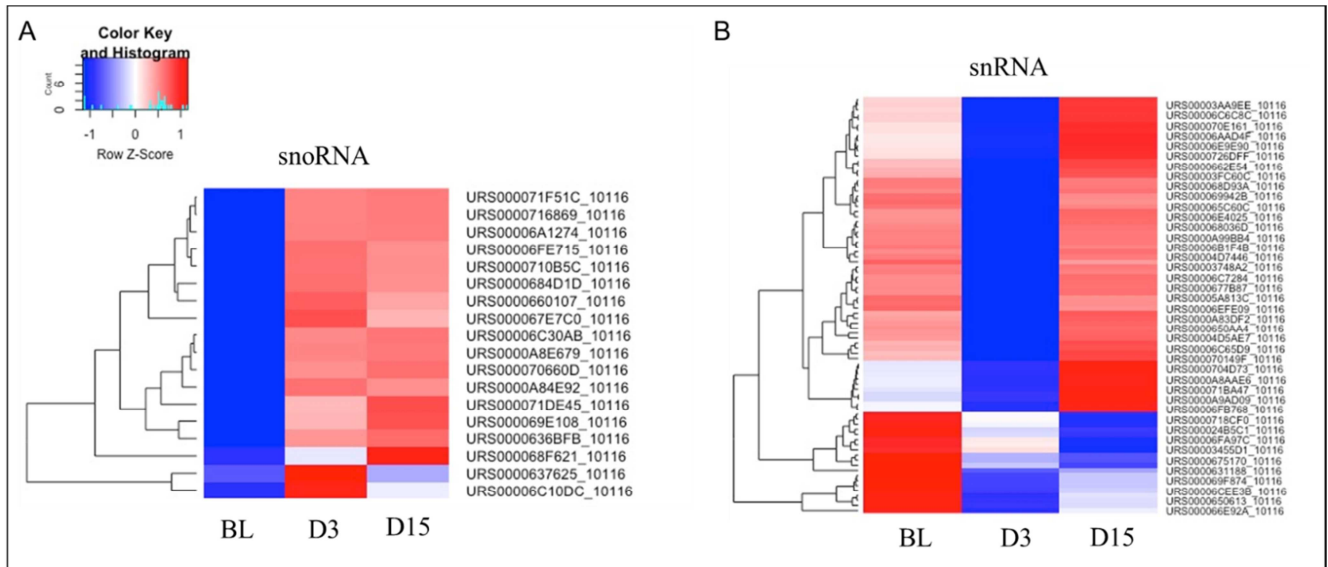 A
Color Key
and Histogram
Count
0 6
-1 0 1
Row Z-Score
snoRNA
URS000071F51C_10116
URS0000716869_10116
URS00006A1274_10116
URS00006FE715_10116
URS0000710B5C_10116
URS0000684D1D_10116
URS0000660107_10116
URS000067E7C0_10116
URS00006C30AB_10116
URS0000A8E679_10116
URS000070660D_10116
URS0000A84E92_10116
URS000071DE45_10116
URS000069E108_10116
URS0000636BFB_10116
URS000068F621_10116
URS0000637625_10116
URS00006C10DC_10116
BL D3 D15
B
snRNA
URS00003AA9EE_10116
URS00006C6C8C_10116
URS000070E161_10116
URS00006AAD4F_10116
URS00006E9E90_10116
URS0000726DFF_10116
URS0000662E54_10116
URS00003FC60C_10116
URS000068D93A_10116
URS000069942B_10116
URS000065C60C_10116
URS00006E4025_10116
URS000068036D_10116
URS0000A99BB4_10116
URS00006B1F4B_10116
URS00004D7446_10116
URS00003748A2_10116
URS00006C7284_10116
URS0000677B87_10116
URS00005A813C_10116
URS00006EFE09_10116
URS0000A83DF2_10116
URS0000650AA4_10116
URS00004D5AE7_10116
URS00006C65D9_10116
URS000070149F_10116
URS0000704D73_10116
URS0000A8AAE6_10116
URS000071BA47_10116
URS0000A9AD09_10116
URS00006FB768_10116
URS0000718CF0_10116
URS000024B5C1_10116
URS00006FA97C_10116
URS00003455D1_10116
URS0000675170_10116
URS0000631188_10116
URS000069F874_10116
URS00006CEE3B_10116
URS0000650613_10116
URS000066E92A_10116
BL D3 D15